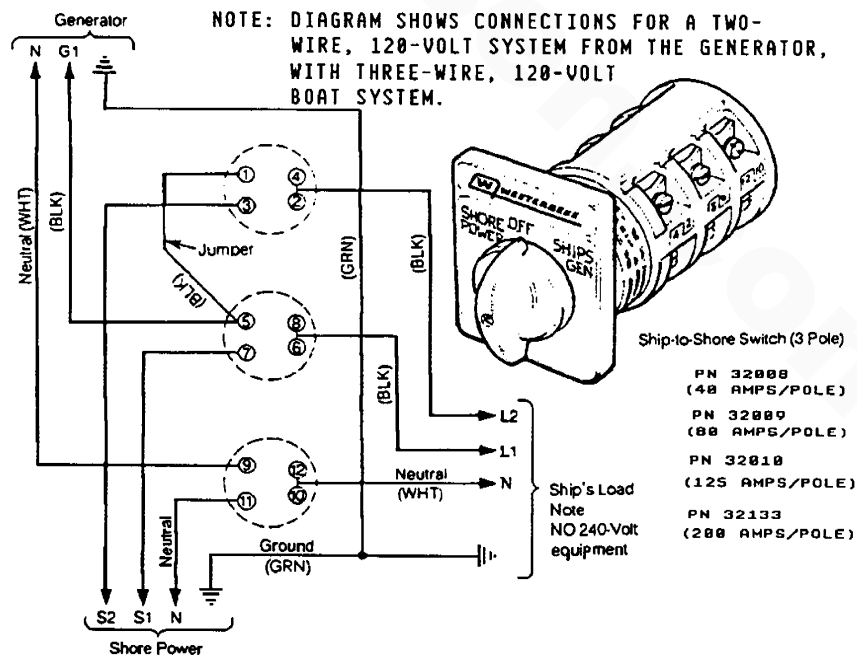 NOTE: DIAGRAM SHOWS CONNECTIONS FOR A TWO-
WIRE, 120-VOLT SYSTEM FROM THE GENERATOR,
WITH THREE-WIRE, 120-VOLT
BOAT SYSTEM.
Generator
N G1
Neutral (WHT)
(BLK)
1
4
3
2
Jumper
(BLK)
(GRN)
(BLK)
5
8
7
6
(BLK)
9
12
11
10
Neutral
(WHT)
Neutral
Ground
(GRN)
L2
L1
N
Ship's Load
Note
NO 240-Volt
equipment
S2 S1 N
Shore Power
W WESTERBEKE
SHORE
POWER
OFF
SHIPS
GEN
Ship-to-Shore Switch (3 Pole)
PN 32008
(40 AMPS/POLE)
PN 32009
(80 AMPS/POLE)
PN 32010
(125 AMPS/POLE)
PN 32133
(200 AMPS/POLE)